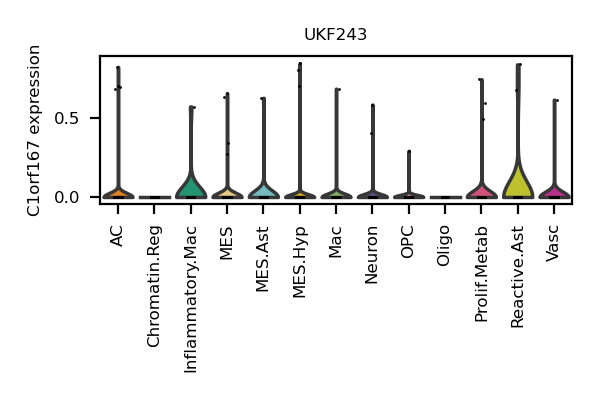 UKF243
C1orf167 expression
0.5
0.0
AC
Chromatin.Reg
Inflammatory.Mac
MES
MES.Ast
MES.Hyp
Mac
Neuron
OPC
Oligo
Prolif.Metab
Reactive.Ast
Vasc